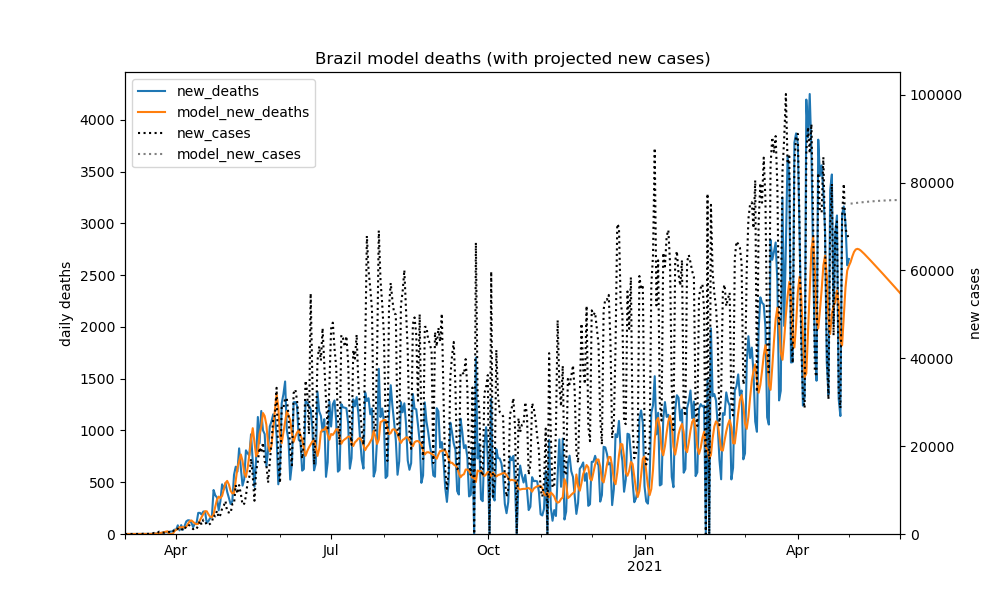 Brazil model deaths (with projected new cases)
new_deaths
model_new_deaths
new_cases
model_new_cases
daily deaths
4000
3500
3000
2500
2000
1500
1000
500
0
100000
80000
60000
40000
20000
0
new cases
Apr
Jul
Oct
Jan
2021
Apr